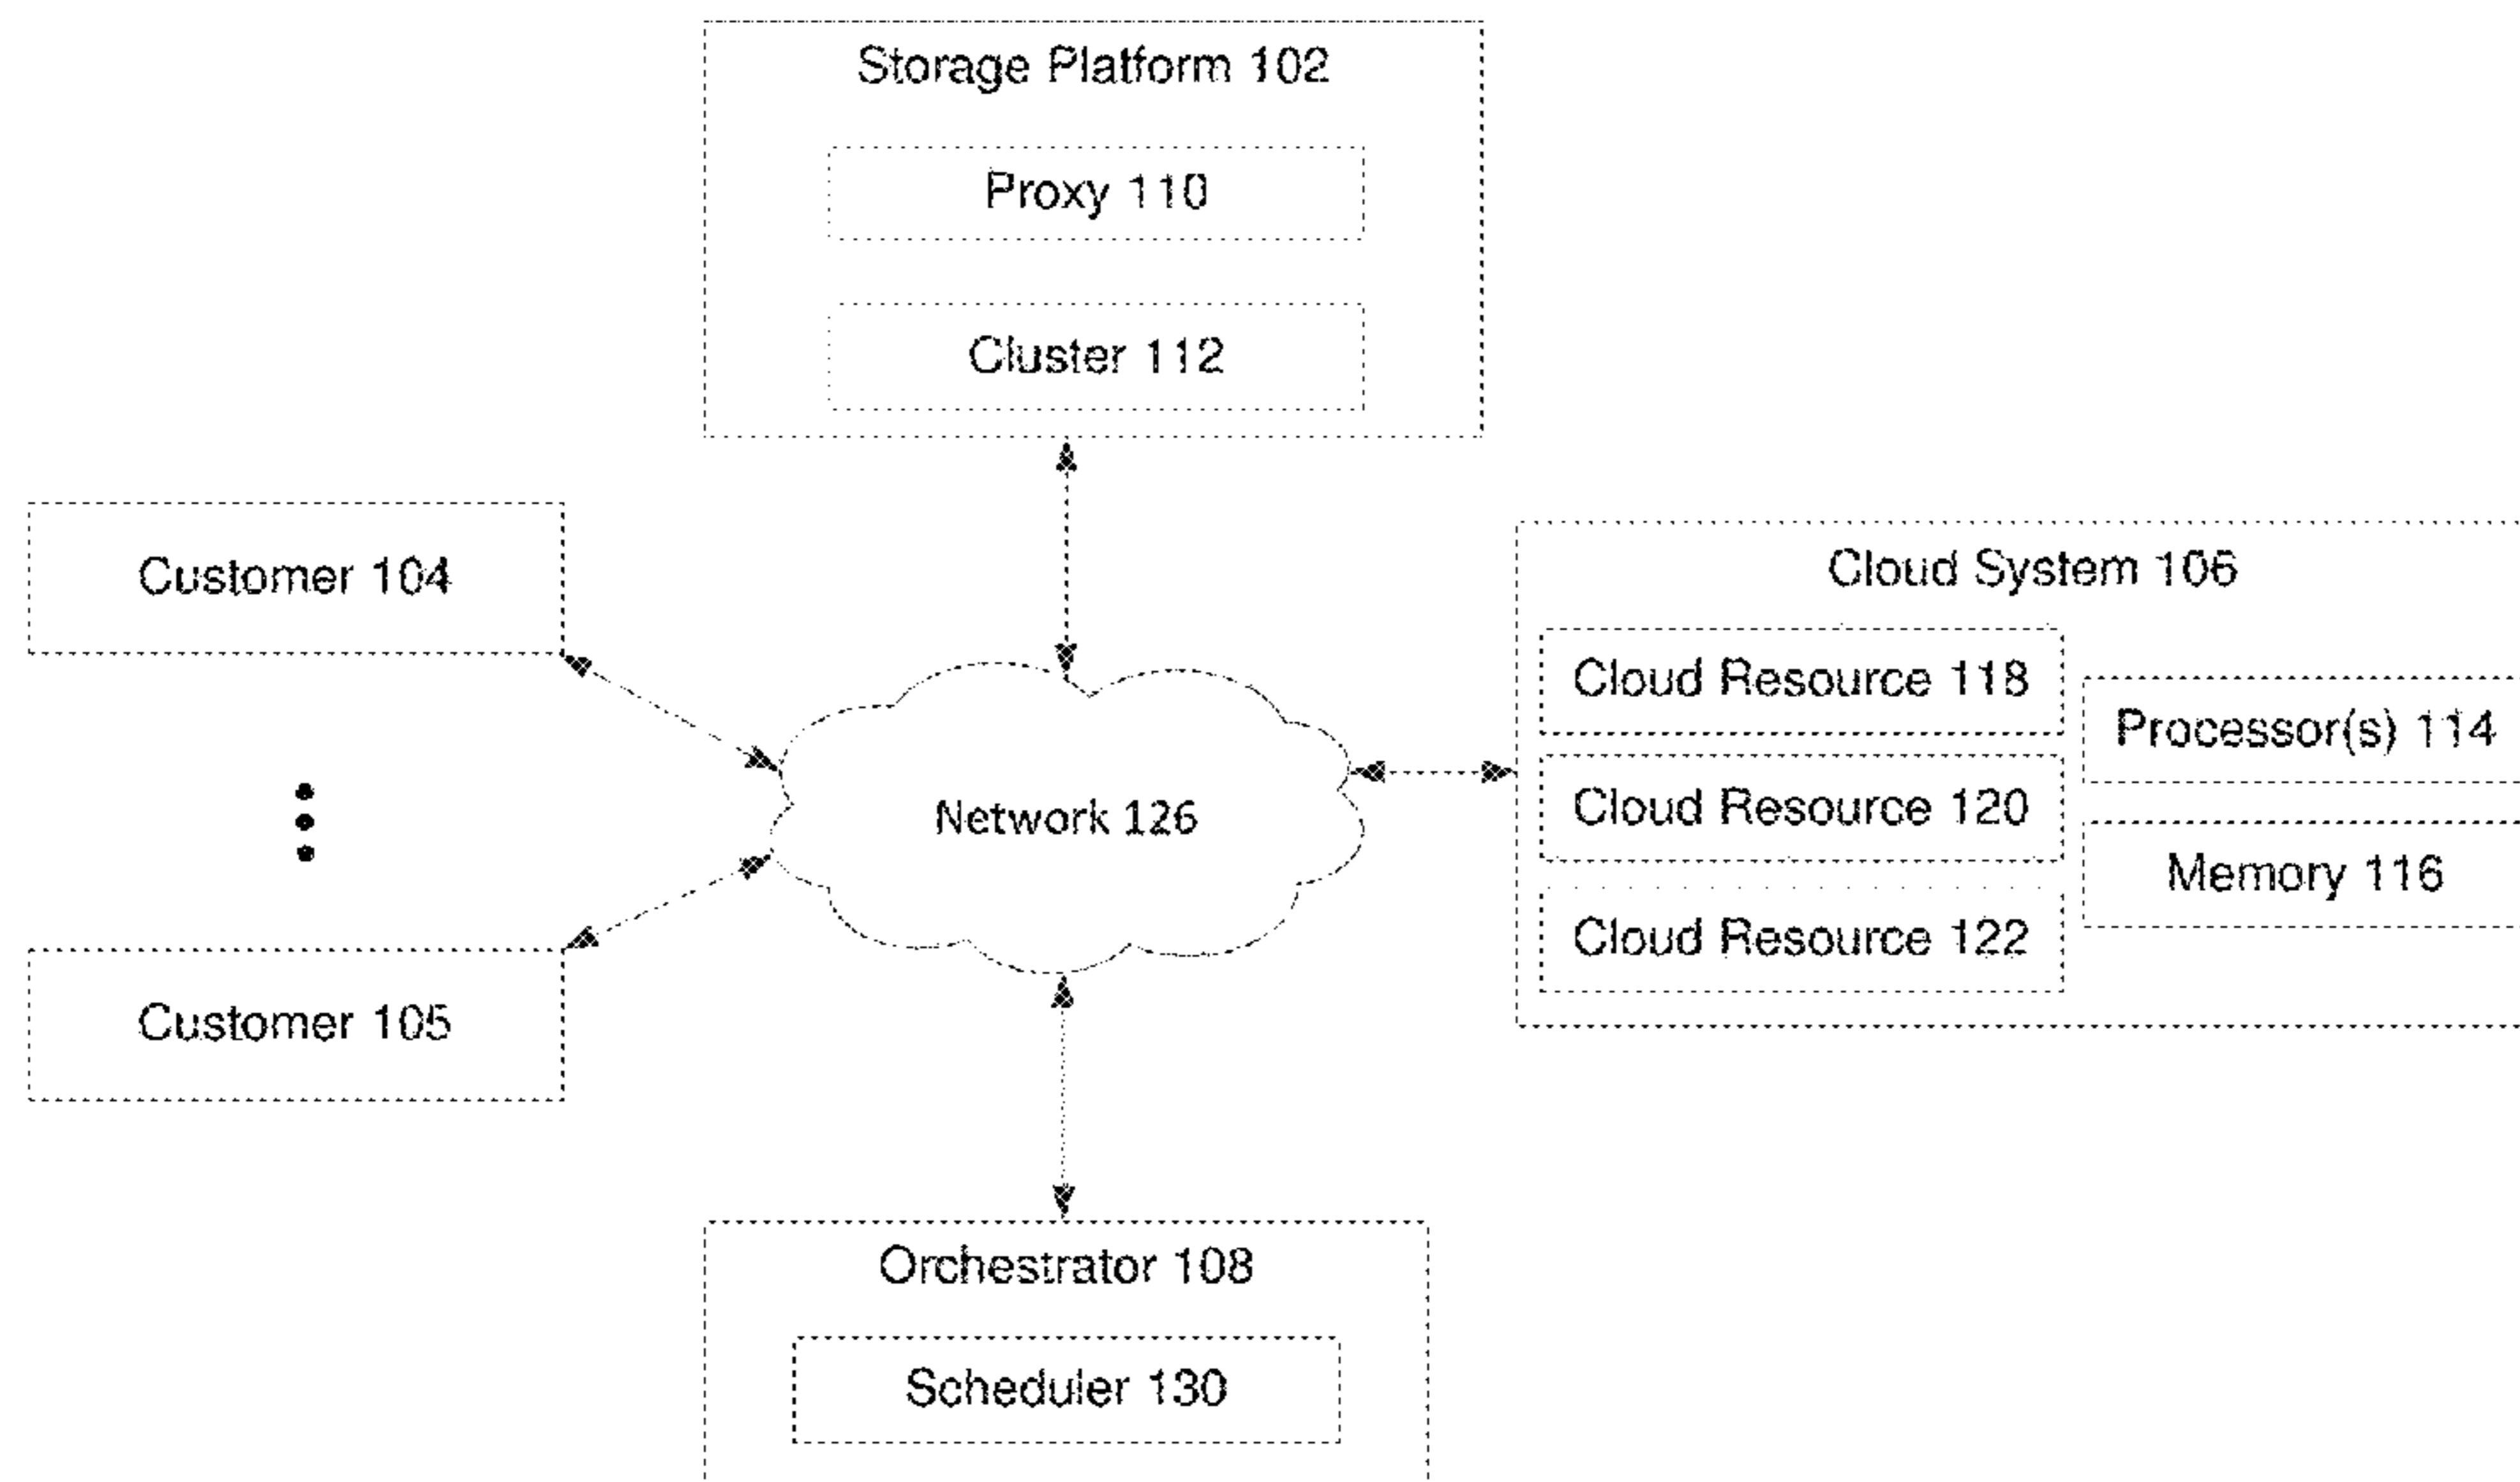 Storage Platform 102
Proxy 110
Cluster 112
Customer 104
Cloud System 106
Cloud Resource 118
Processor(s) 114
Cloud Resource 120
Network 126
Memory 116
Cloud Resource 122
Customer 105
Orchestrator 108
Scheduler 130